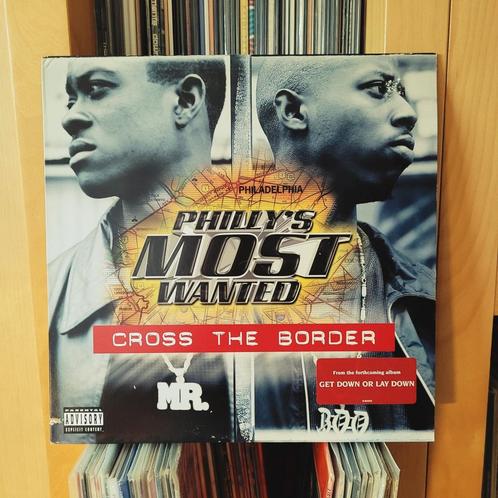 PHILADELPHIA
PHILLY'S
MOST
WANTED
CROSS THE BORDER
From the forthcoming album
GET DOWN OR LAY DOWN
MR.
BOO
PARENTAL
ADVISORY
EXPLICIT CONTENT